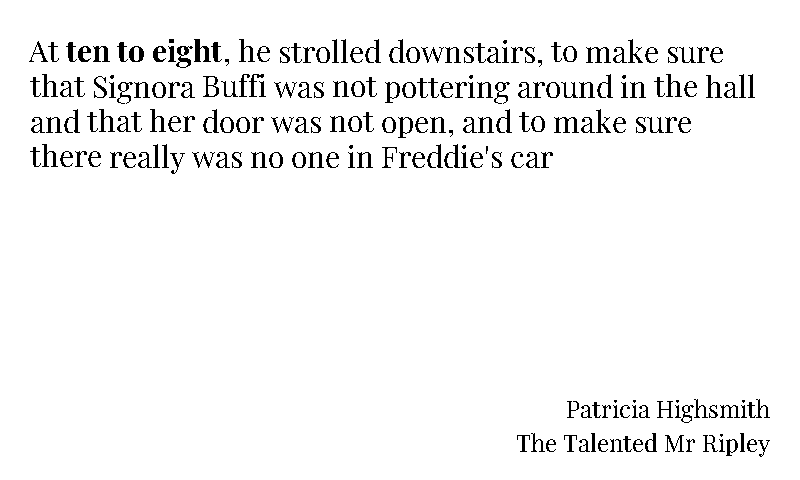 At ten to eight, he strolled downstairs, to make sure
that Signora Buffi was not pottering around in the hall
and that her door was not open, and to make sure
there really was no one in Freddie's car
Patricia Highsmith
The Talented Mr Ripley